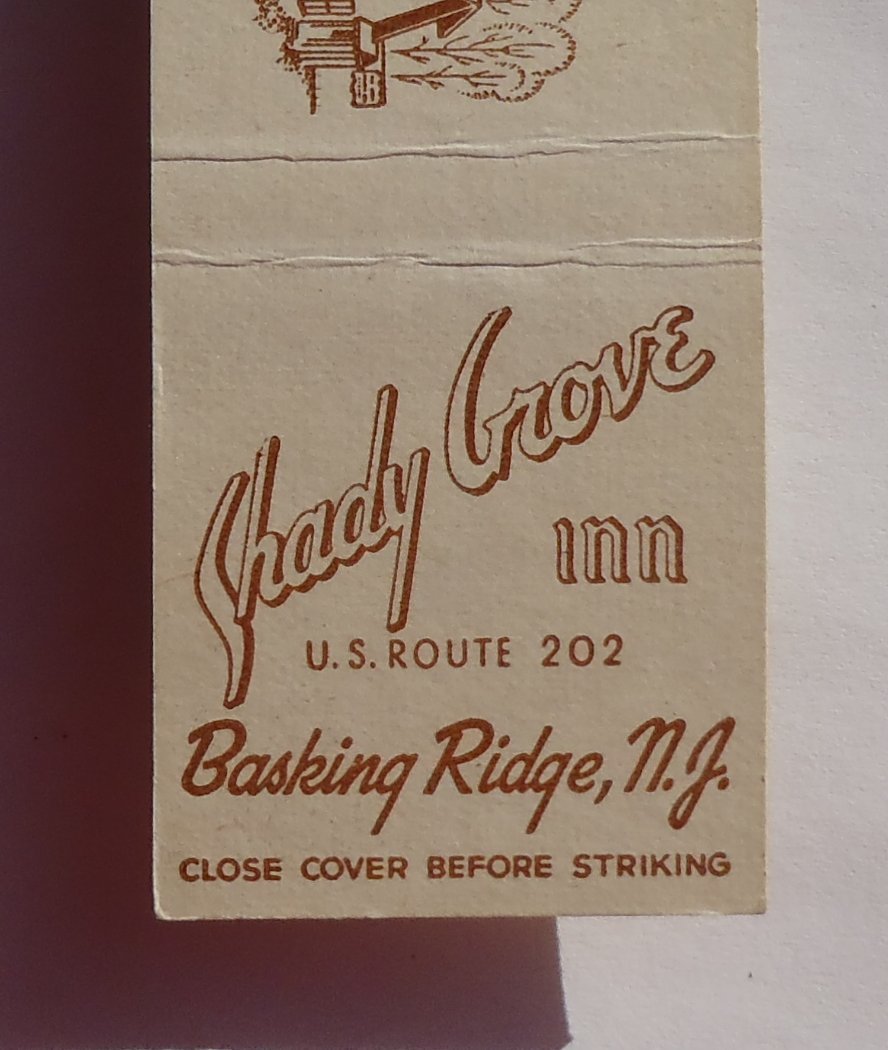 Shady Grove
Inn
U.S. ROUTE 202
Basking Ridge, N.J.
CLOSE COVER BEFORE STRIKING